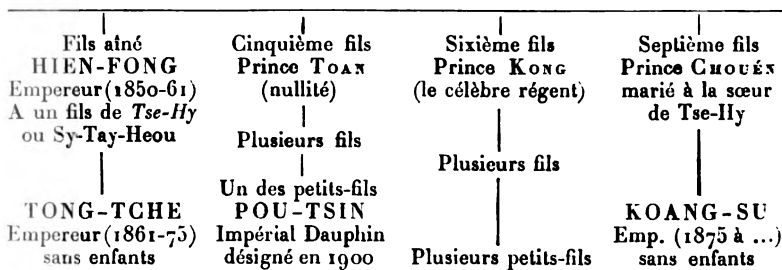 Fils aîné
HIEN-FONG
Empereur (1850-61)
A un fils de Tse-Hy
ou Sy-Tay-Heou
TONG-TCHE
Empereur (1861-75)
sans enfants
Cinquième fils
Prince TOAN
(nullité)
Plusieurs fils
Un des petits-fils
POU-TSIN
Impérial Dauphin
désigné en 1900
Sixième fils
Prince KONG
(le célèbre régent)
Plusieurs fils
Plusieurs petits-fils
Septième fils
Prince CHOUÉN
marié à la sœur
de Tse-Hy
KOANG-SU
Emp. (1875 à ...)
sans enfants